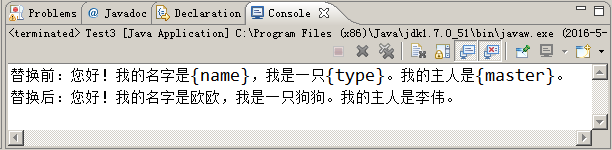 Problems @ Javadoc Declaration Console
<terminated> Test3 [Java Application] C:\Program Files (x86)\Java\jdk1.7.0_51\bin\javaw.exe (2016-5-
替换前：您好！我的名字是{name}，我是一只{type}。我的主人是{master}。
替换后：您好！我的名字是欧欧，我是一只狗狗。我的主人是李伟。